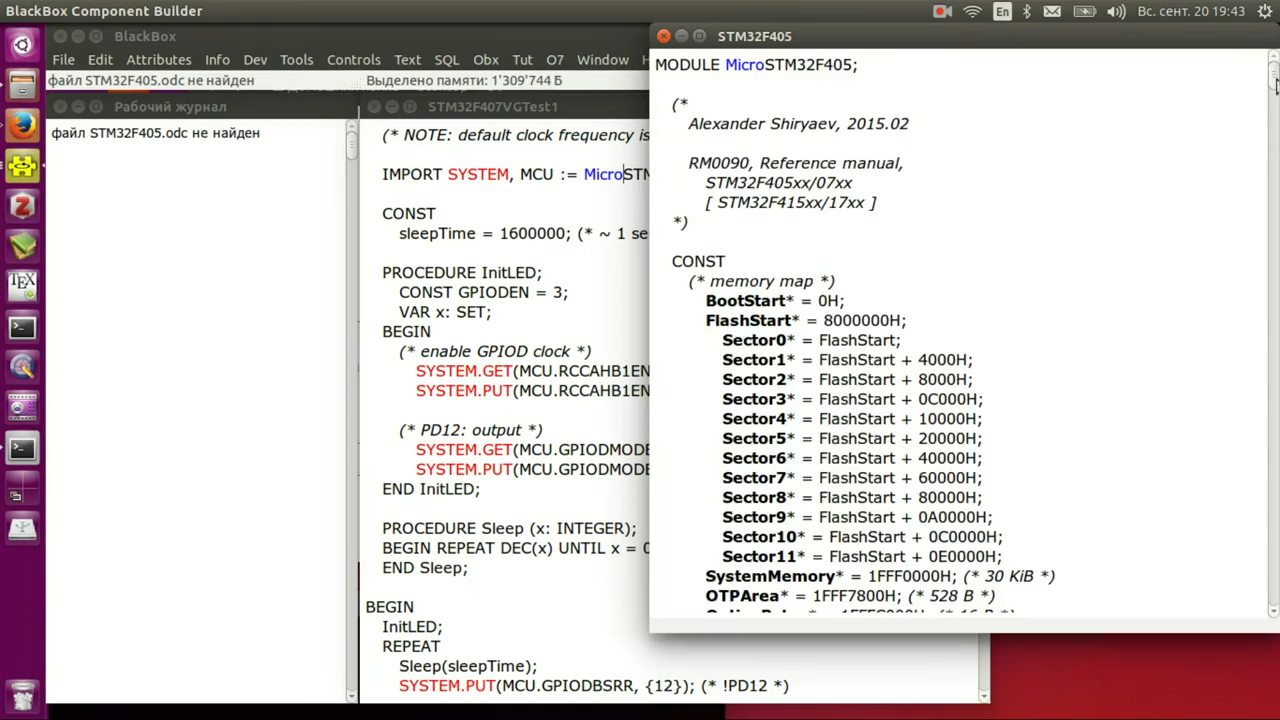 BlackBox Component Builder
En
Вс. сент. 20 19:43
BlackBox
File Edit Attributes Info Dev Tools Controls Text SQL Obx Tut O7 Window
файл STM32F405.odc не найден
Выделено памяти: 1'309'744 Б
Рабочий журнал
файл STM32F405.odc не найден
STM32F407VGTest1
(* NOTE: default clock frequency is
IMPORT SYSTEM, MCU := MicroSTM
CONST
sleepTime = 1600000; (* ~ 1 se
PROCEDURE InitLED;
CONST GPIODEN = 3;
VAR x: SET;
BEGIN
(* enable GPIOD clock *)
SYSTEM.GET(MCU.RCCAHB1EN
SYSTEM.PUT(MCU.RCCAHB1EN
(* PD12: output *)
SYSTEM.GET(MCU.GPIODMODE
SYSTEM.PUT(MCU.GPIODMODE
END InitLED;
PROCEDURE Sleep (x: INTEGER);
BEGIN REPEAT DEC(x) UNTIL x = 0
END Sleep;
BEGIN
InitLED;
REPEAT
Sleep(sleepTime);
SYSTEM.PUT(MCU.GPIODBSRR, {12}); (* !PD12 *)
STM32F405
MODULE MicroSTM32F405;
(*
Alexander Shiryaev, 2015.02
RM0090, Reference manual,
STM32F405xx/07xx
[ STM32F415xx/17xx ]
*)
CONST
(* memory map *)
BootStart* = 0H;
FlashStart* = 8000000H;
Sector0* = FlashStart;
Sector1* = FlashStart + 4000H;
Sector2* = FlashStart + 8000H;
Sector3* = FlashStart + 0C000H;
Sector4* = FlashStart + 10000H;
Sector5* = FlashStart + 20000H;
Sector6* = FlashStart + 40000H;
Sector7* = FlashStart + 60000H;
Sector8* = FlashStart + 80000H;
Sector9* = FlashStart + 0A0000H;
Sector10* = FlashStart + 0C0000H;
Sector11* = FlashStart + 0E0000H;
SystemMemory* = 1FFF0000H; (* 30 KiB *)
OTPArea* = 1FFF7800H; (* 528 B *)